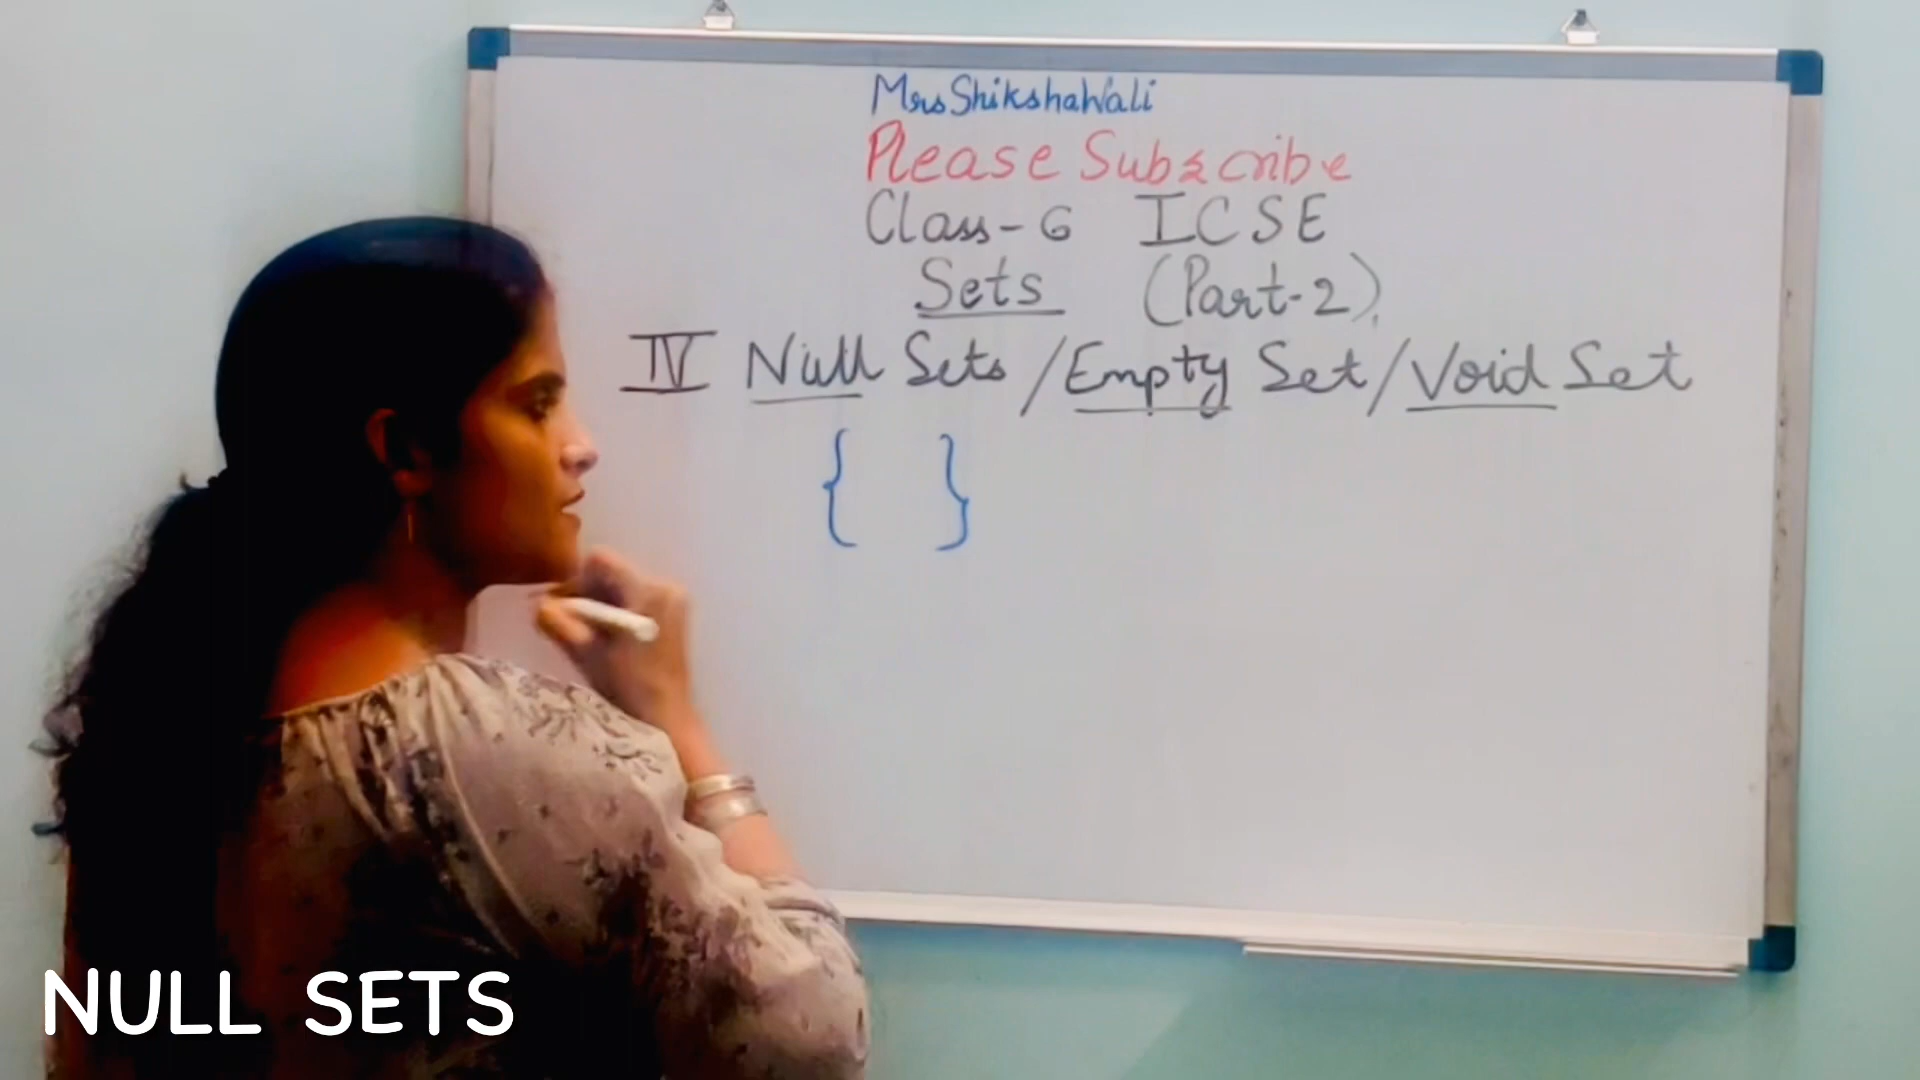 MrsShikshaWali
Please Subscribe
Class-6 ICSE
Sets (Part-2)
IV Null Sets / Empty Set / Void Set
{ }
NULL SETS